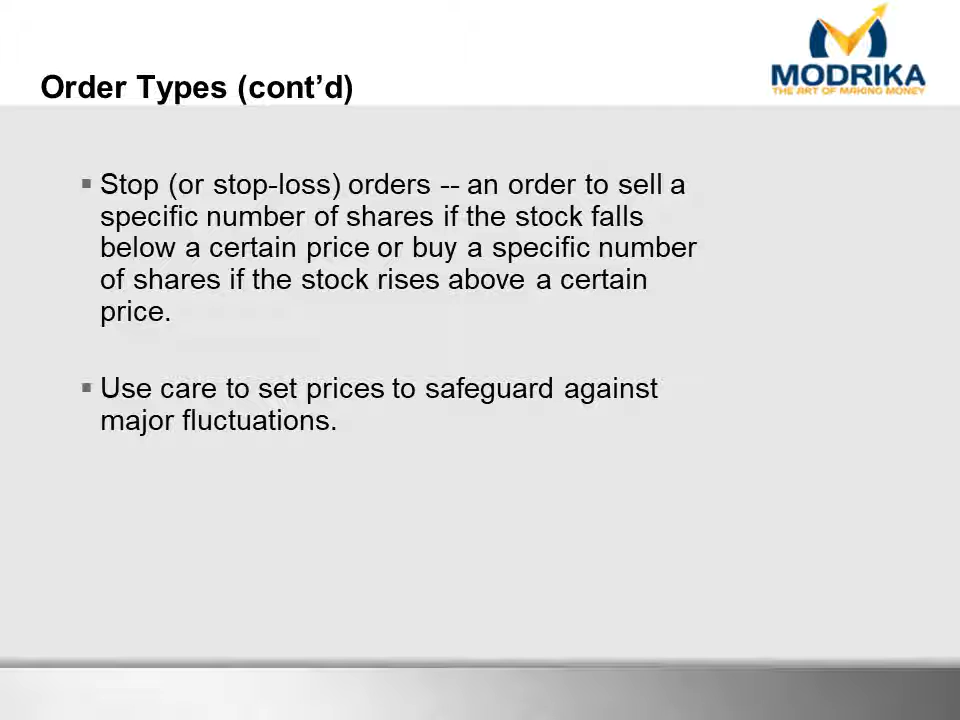 MODRIKA
THE ART OF MAKING MONEY
Order Types (cont’d)
Stop (or stop-loss) orders -- an order to sell a
specific number of shares if the stock falls
below a certain price or buy a specific number
of shares if the stock rises above a certain
price.
Use care to set prices to safeguard against
major fluctuations.